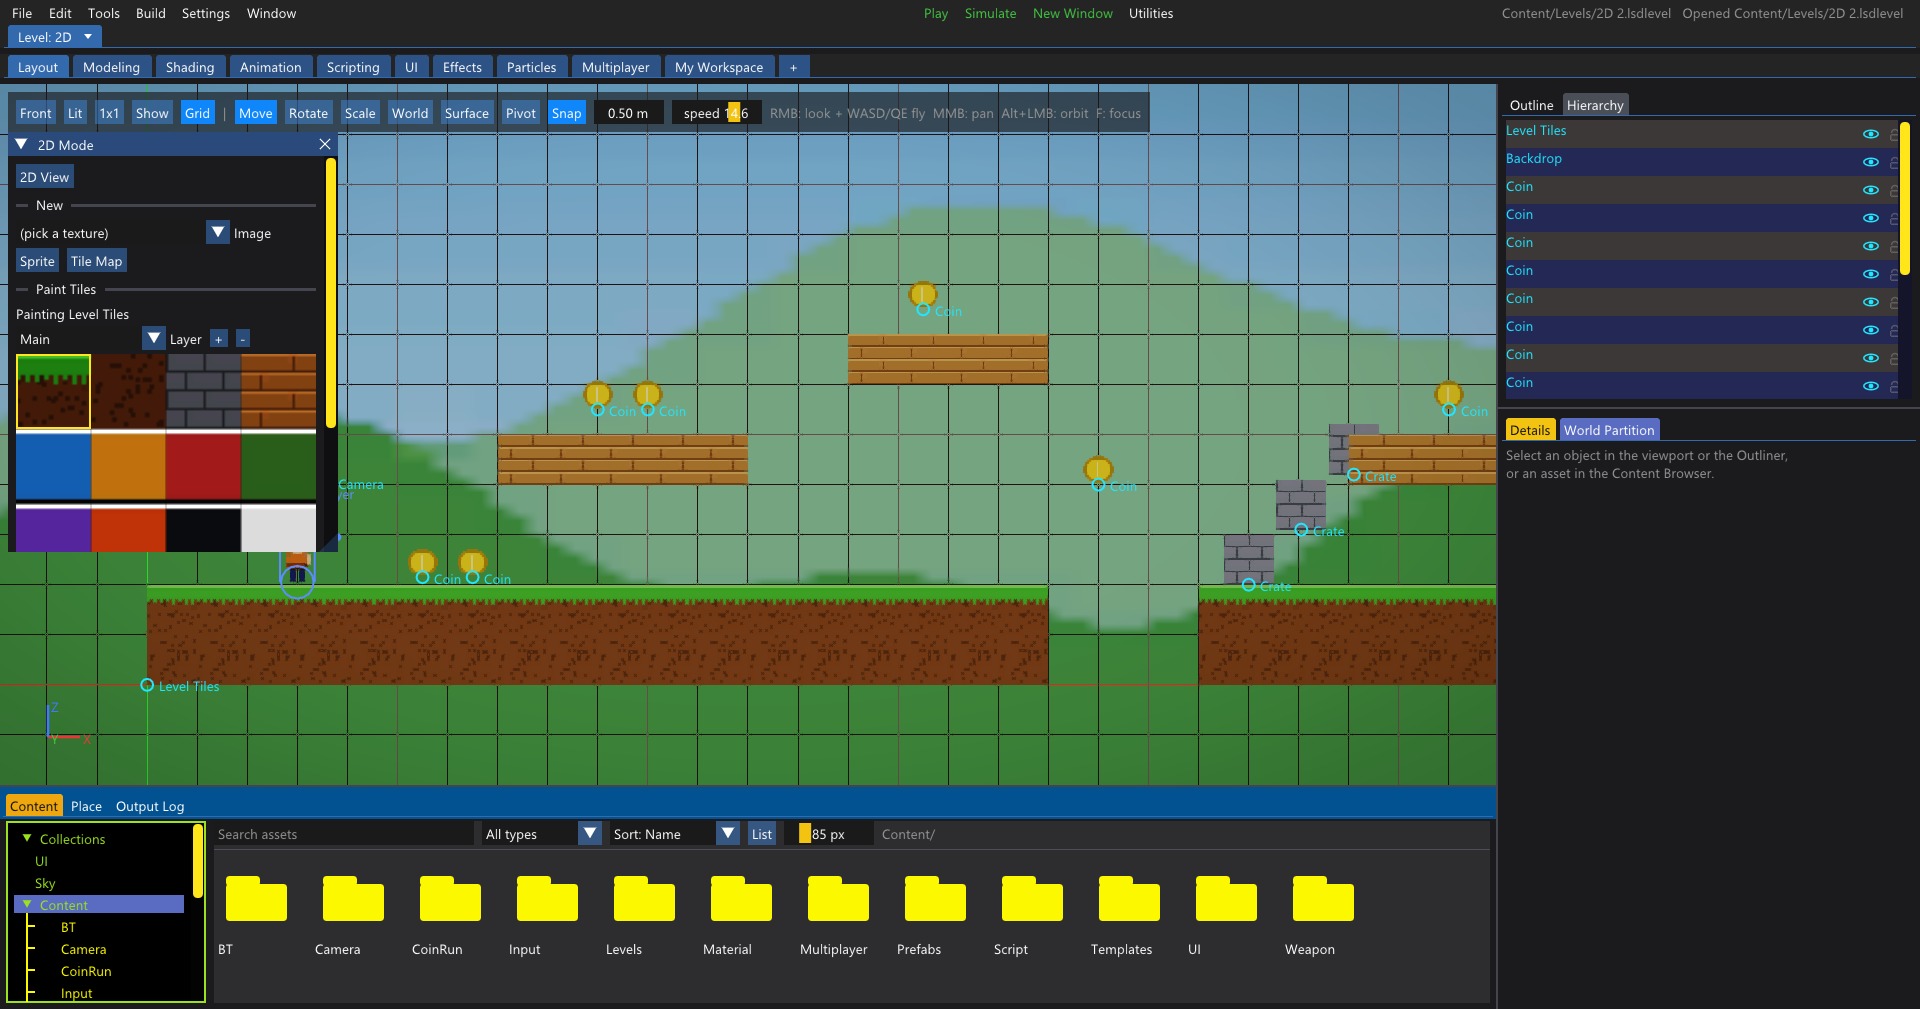 File Edit Tools Build Settings Window Play Simulate New Window Utilities Content/Levels/2D 2.lsdlevel Opened Content/Levels/2D 2.lsdlevel
Level: 2D
Layout Modeling Shading Animation Scripting UI Effects Particles Multiplayer My Workspace +
Front Lit 1x1 Show Grid | Move Rotate Scale World Surface Pivot Snap 0.50 m speed 14.6 RMB: look + WASD/QE fly MMB: pan Alt+LMB: orbit F: focus
2D Mode
2D View
New
(pick a texture) Image
Sprite Tile Map
Paint Tiles
Painting Level Tiles
Main Layer + -
Coin
Coin Coin
Coin
Coin
Camera
yer
Crate
Crate
Crate
Coin Coin
Level Tiles
Z
Y X
Outline Hierarchy
Level Tiles
Backdrop
Coin
Coin
Coin
Coin
Coin
Coin
Coin
Coin
Details World Partition
Select an object in the viewport or the Outliner,
or an asset in the Content Browser.
Content Place Output Log
Collections
UI
Sky
Content
BT
Camera
CoinRun
Input
Search assets All types Sort: Name List 85 px Content/
BT Camera CoinRun Input Levels Material Multiplayer Prefabs Script Templates UI Weapon